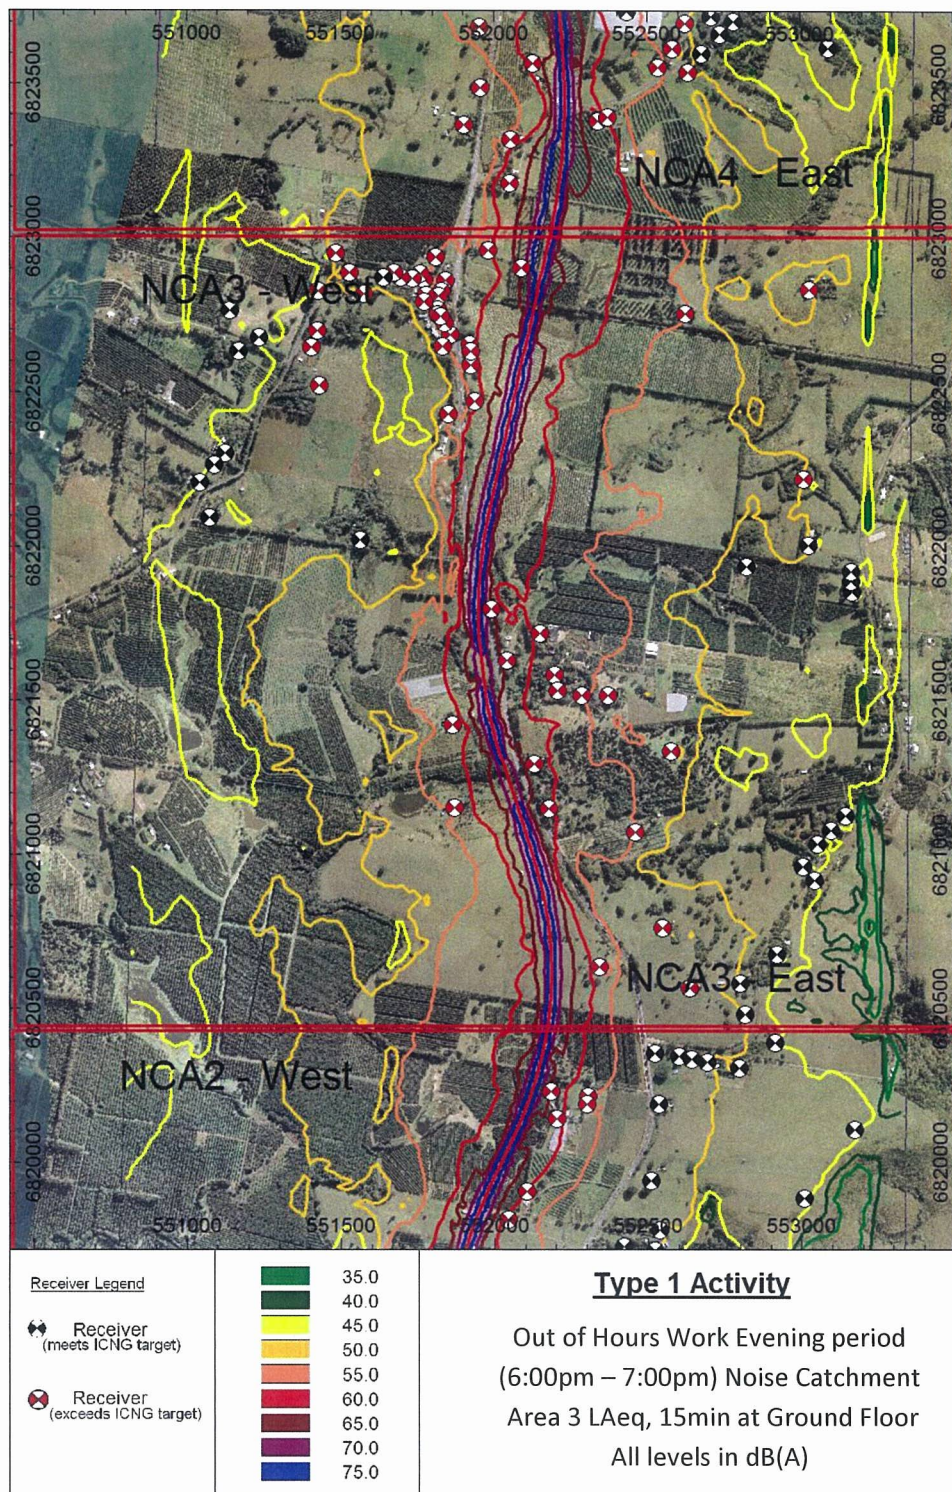 551000 551500 552000 552500 553000
6823500 6823500
NCA4 East
6823000 6823000
NCA3 - West
6822500 6822500
6822000 6822000
6821500 6821500
6821000 6821000
NCA3 - East
6820500 6820500
NCA2 - West
6820000 6820000
551000 551500 552000 552500 553000
Receiver Legend
Receiver
(meets ICNG target)
Receiver
(exceeds ICNG target)
35.0
40.0
45.0
50.0
55.0
60.0
65.0
70.0
75.0
Type 1 Activity
Out of Hours Work Evening period
(6:00pm – 7:00pm) Noise Catchment
Area 3 LAeq, 15min at Ground Floor
All levels in dB(A)